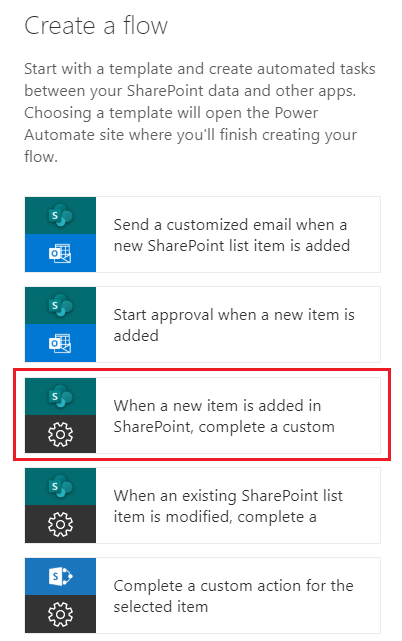 Create a flow
Start with a template and create automated tasks
between your SharePoint data and other apps.
Choosing a template will open the Power
Automate site where you'll finish creating your
flow.
Send a customized email when a
new SharePoint list item is added
Start approval when a new item is
added
When a new item is added in
SharePoint, complete a custom
When an existing SharePoint list
item is modified, complete a
Complete a custom action for the
selected item